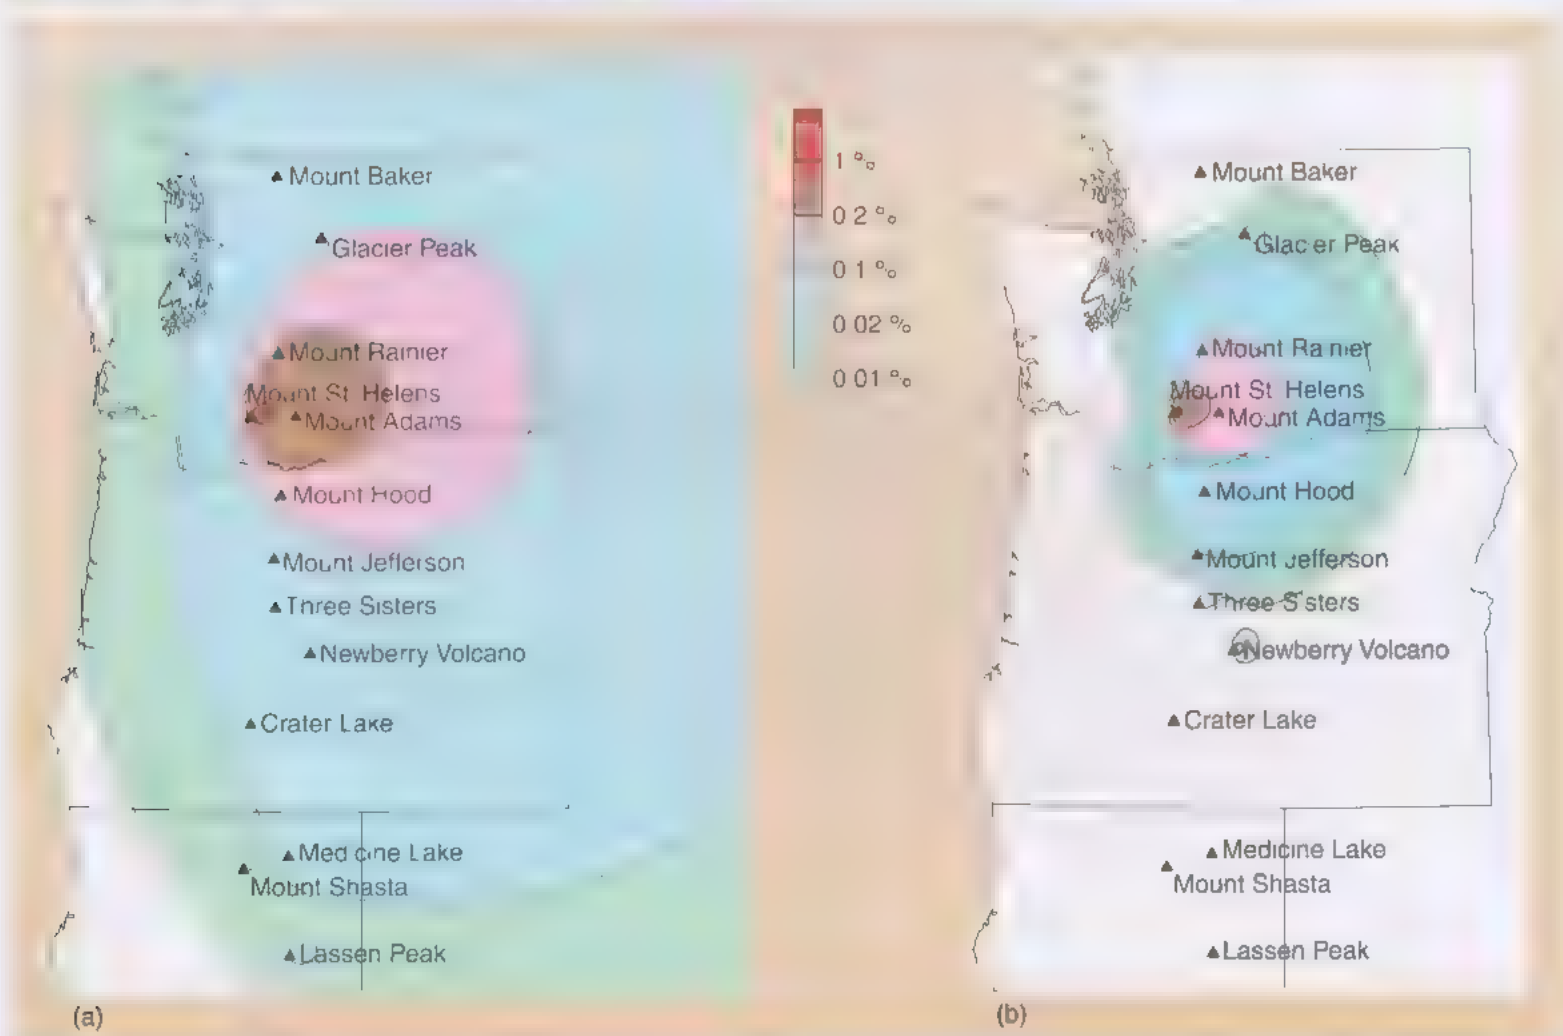 Mount Baker
Glacier Peak
Mount Rainier
Mount St Helens
Mount Adams
Mount Hood
Mount Jefferson
Three Sisters
Newberry Volcano
Crater Lake
Medicine Lake
Mount Shasta
Lassen Peak
(a)
1 %
0 2 %
0 1 %
0 02 %
0 01 %
Mount Baker
Glacier Peak
Mount Rainier
Mount St Helens
Mount Adams
Mount Hood
Mount Jefferson
Three Sisters
Newberry Volcano
Crater Lake
Medicine Lake
Mount Shasta
Lassen Peak
(b)